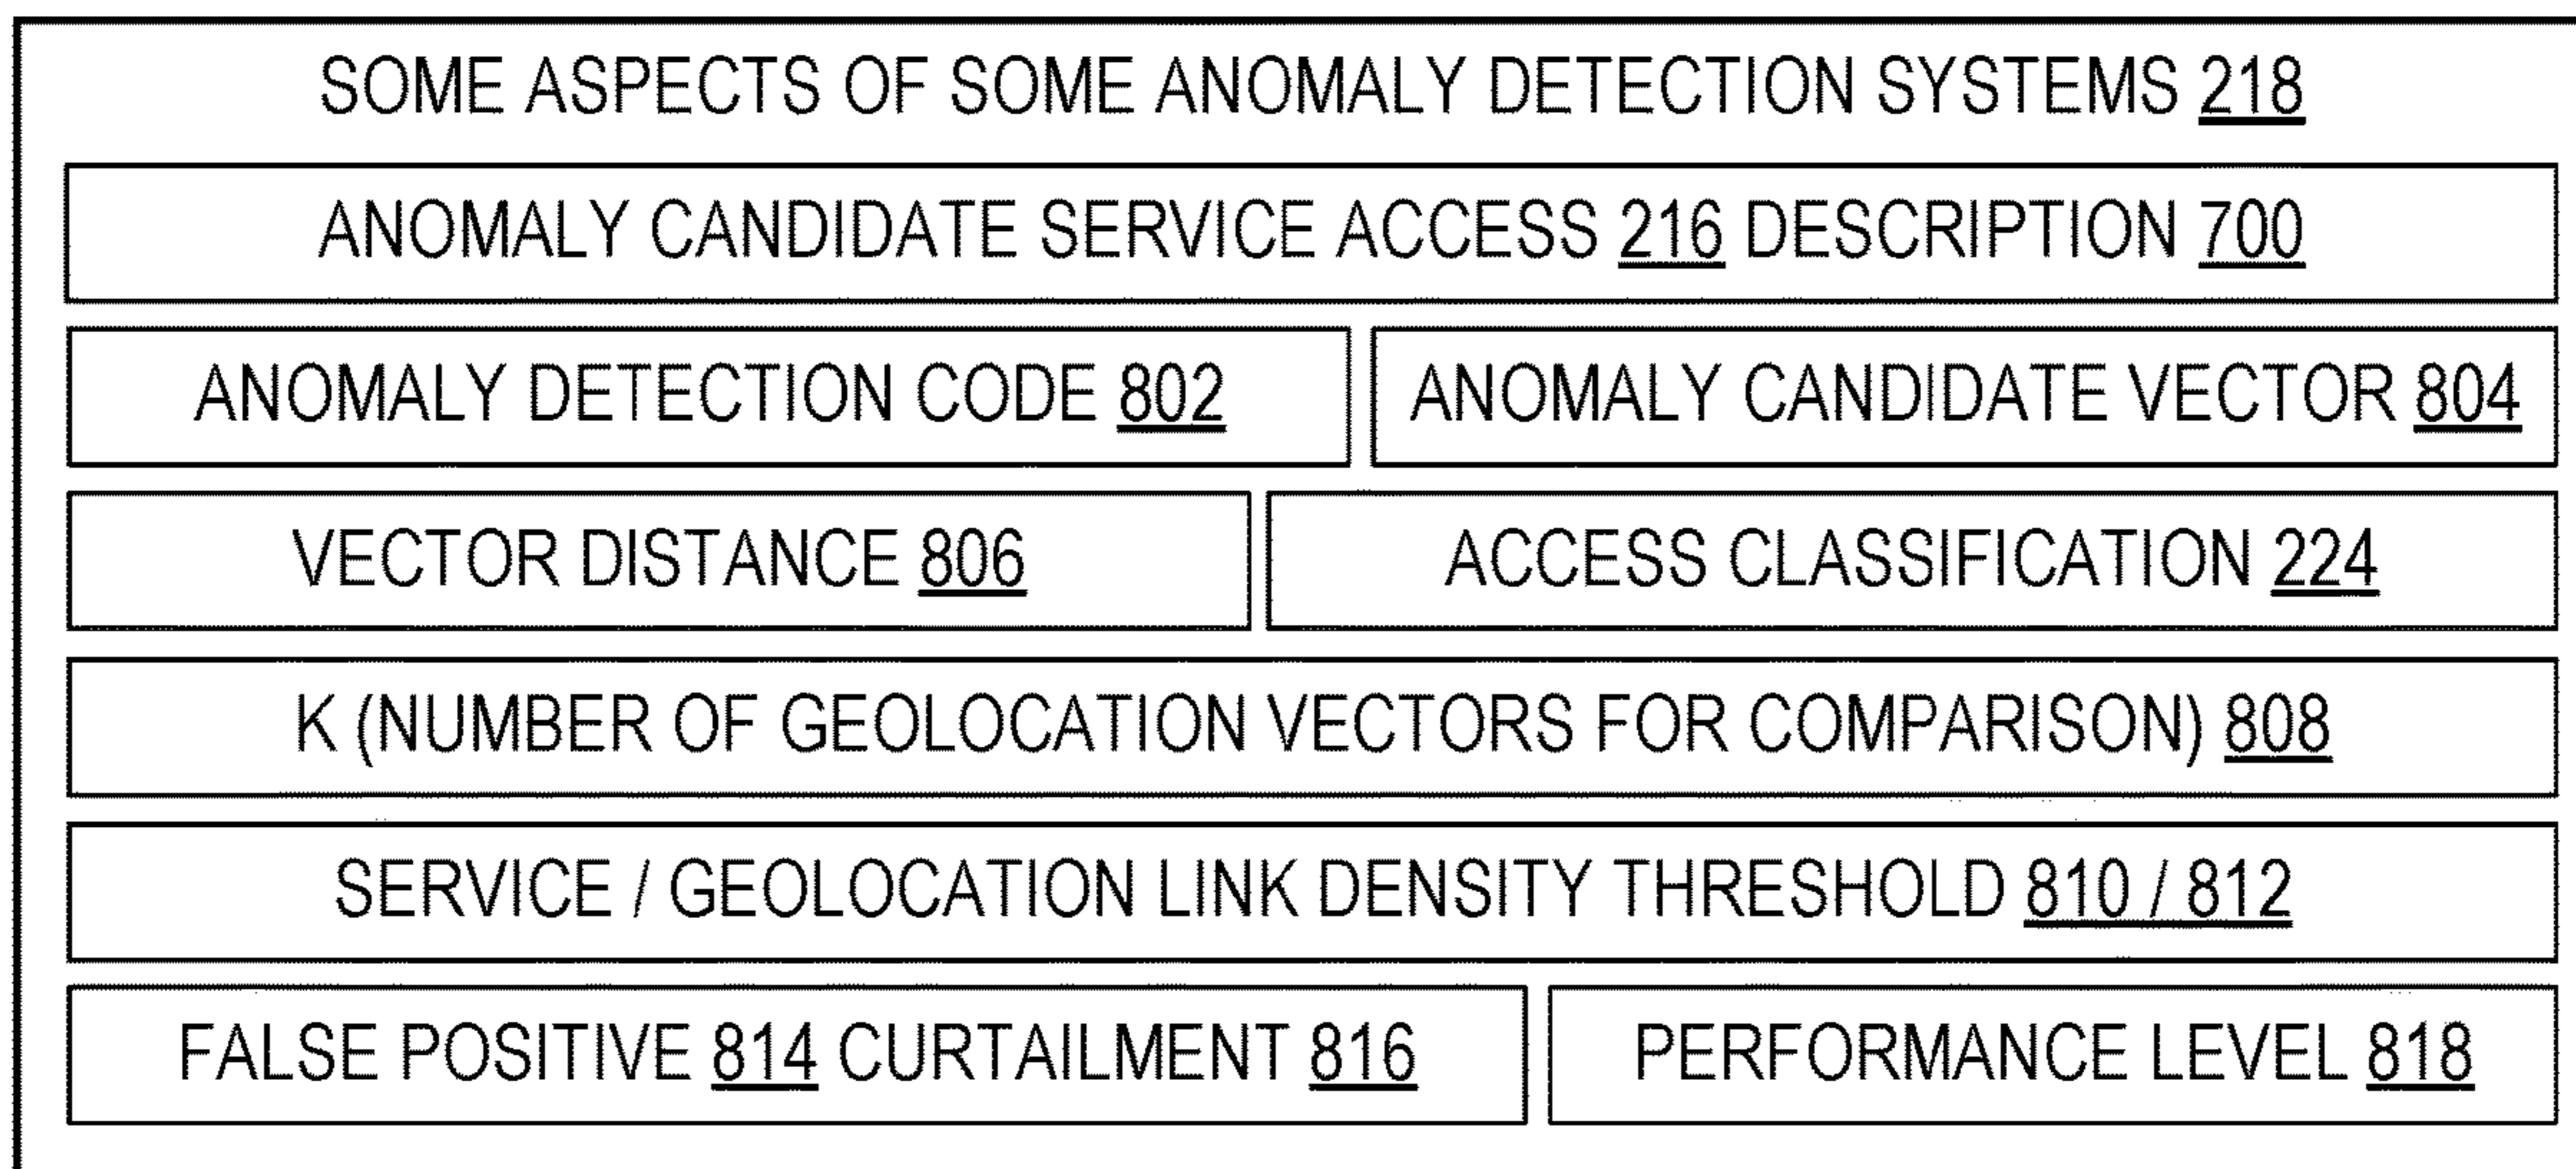 SOME ASPECTS OF SOME ANOMALY DETECTION SYSTEMS 218
ANOMALY CANDIDATE SERVICE ACCESS 216 DESCRIPTION 700
ANOMALY DETECTION CODE 802
ANOMALY CANDIDATE VECTOR 804
VECTOR DISTANCE 806
ACCESS CLASSIFICATION 224
K (NUMBER OF GEOLOCATION VECTORS FOR COMPARISON) 808
SERVICE / GEOLOCATION LINK DENSITY THRESHOLD 810 / 812
FALSE POSITIVE 814 CURTAILMENT 816
PERFORMANCE LEVEL 818